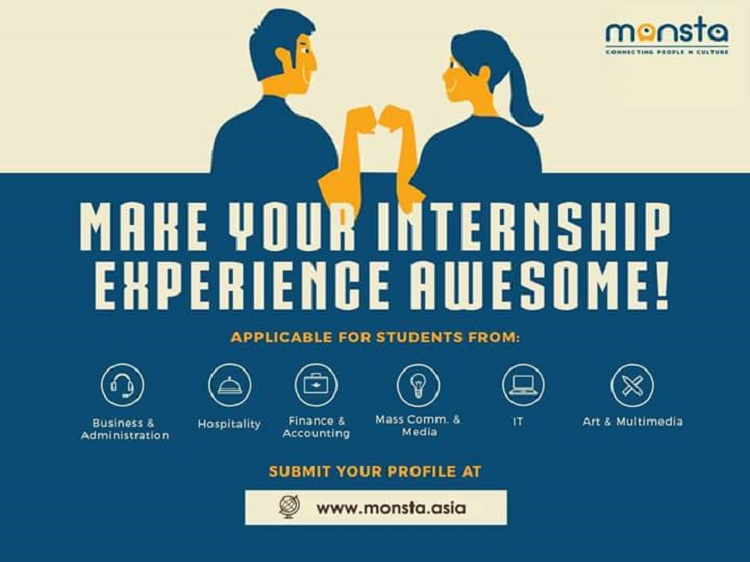 monsta
CONNECTING PEOPLE N CULTURE
MAKE YOUR INTERNSHIP
EXPERIENCE AWESOME!
APPLICABLE FOR STUDENTS FROM:
Business &
Administration
Hospitality
Finance &
Accounting
Mass Comm. &
Media
IT
Art & Multimedia
SUBMIT YOUR PROFILE AT
www.monsta.asia